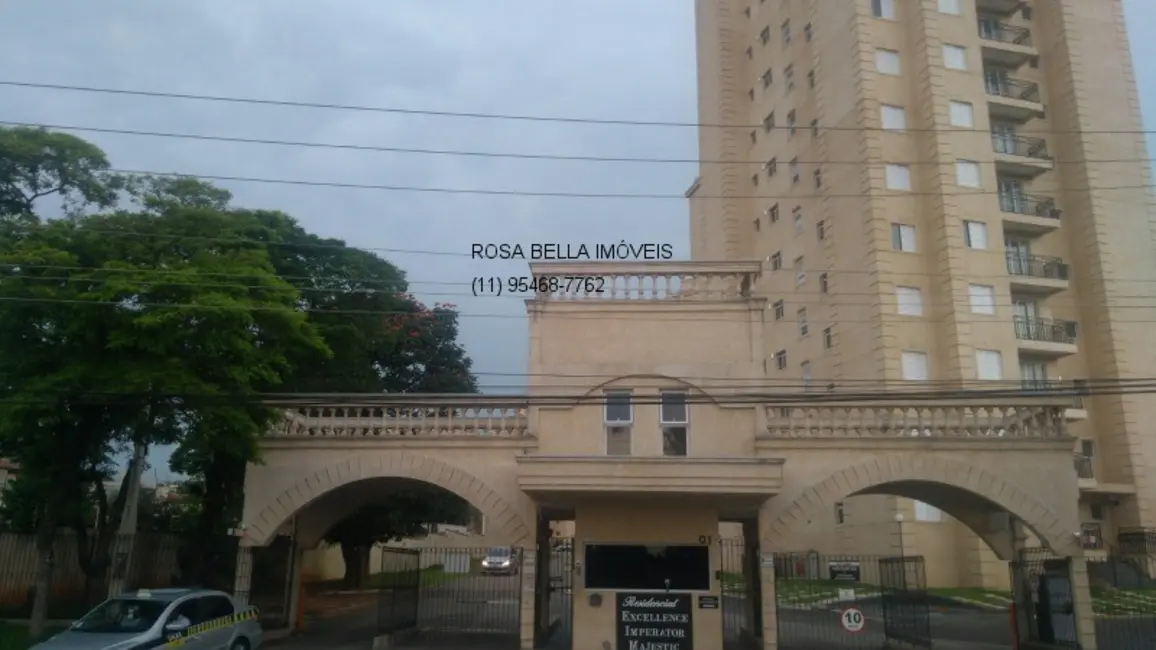 ROSA BELLA IMÓVEIS
(11) 95468-7762
Residencial
EXCELLENCE
IMPERATOR
MAJESTIC
10